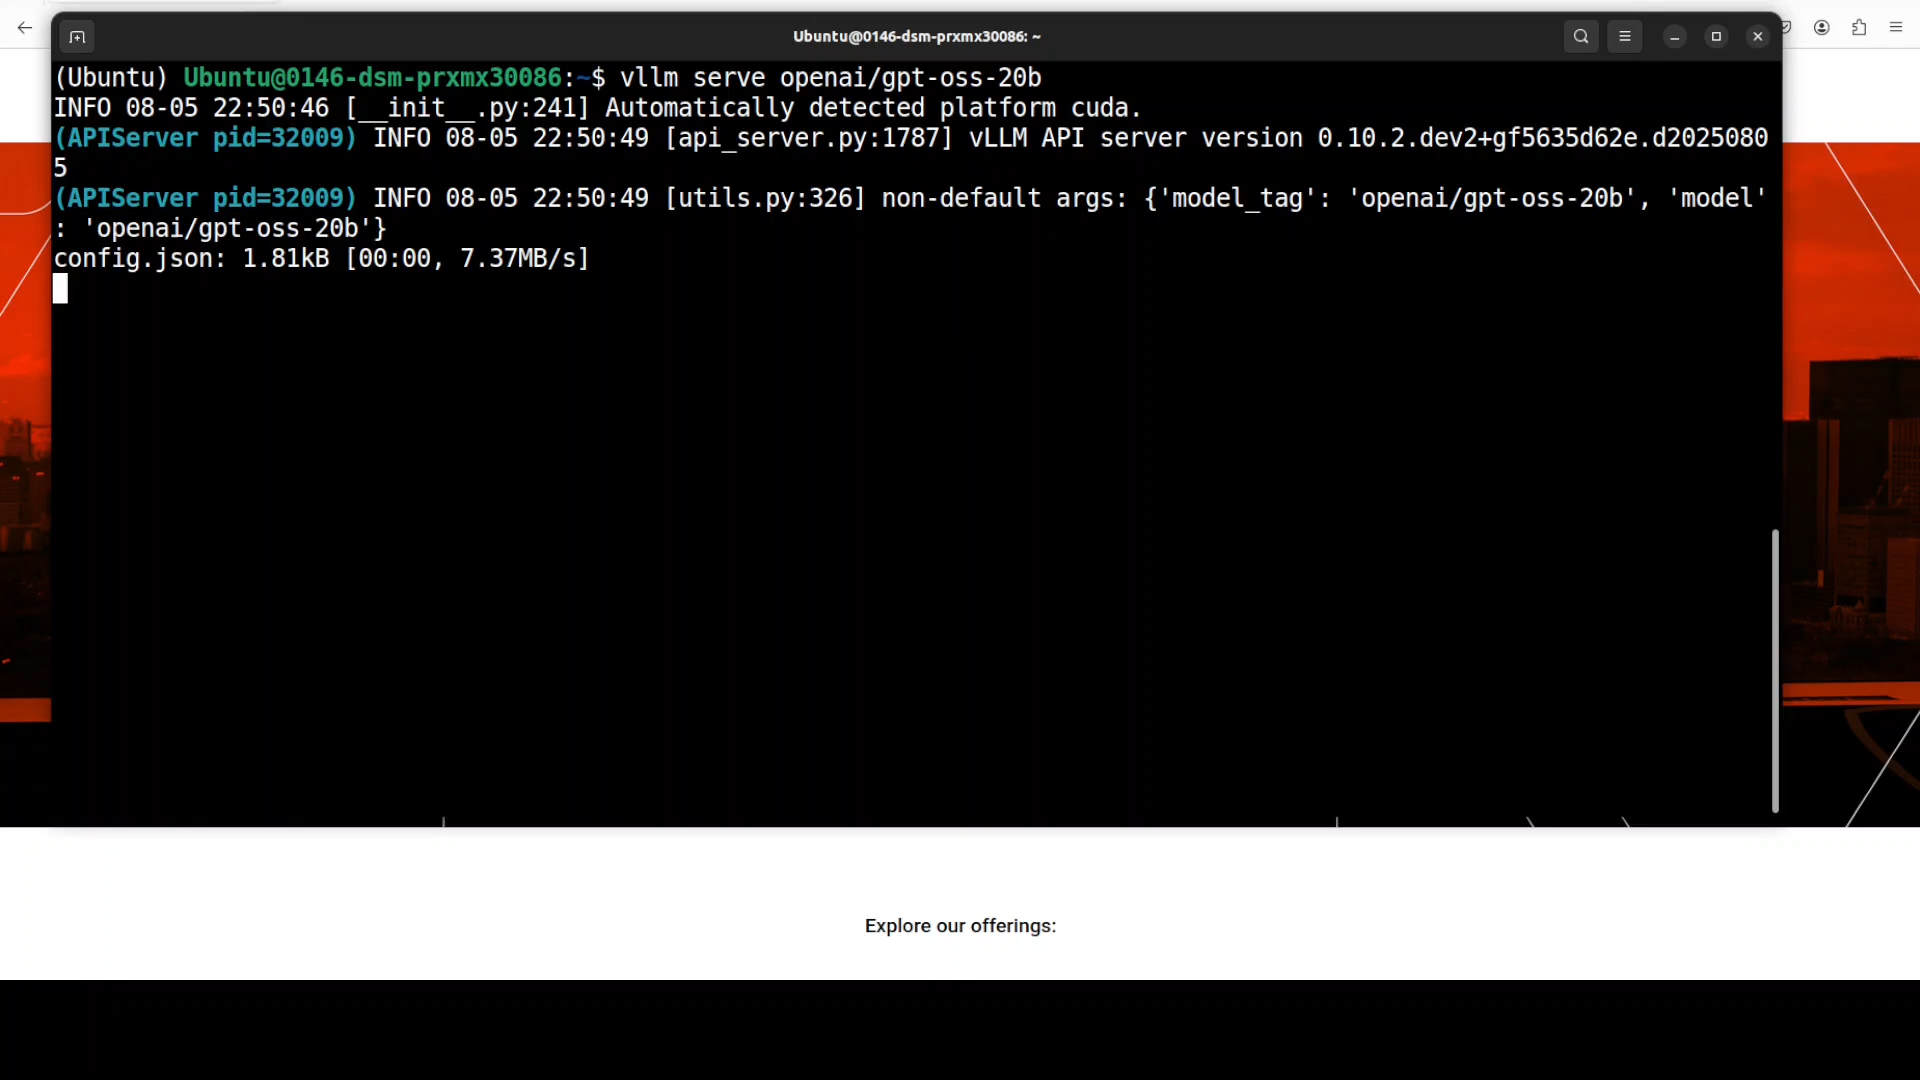 Ubuntu@0146-dsm-prxmx30086: ~
(Ubuntu) Ubuntu@0146-dsm-prxmx30086:~$ vllm serve openai/gpt-oss-20b
INFO 08-05 22:50:46 [__init__.py:241] Automatically detected platform cuda.
(APIServer pid=32009) INFO 08-05 22:50:49 [api_server.py:1787] vLLM API server version 0.10.2.dev2+gf5635d62e.d2025080
5
(APIServer pid=32009) INFO 08-05 22:50:49 [utils.py:326] non-default args: {'model_tag': 'openai/gpt-oss-20b', 'model'
: 'openai/gpt-oss-20b'}
config.json: 1.81kB [00:00, 7.37MB/s]
Explore our offerings: